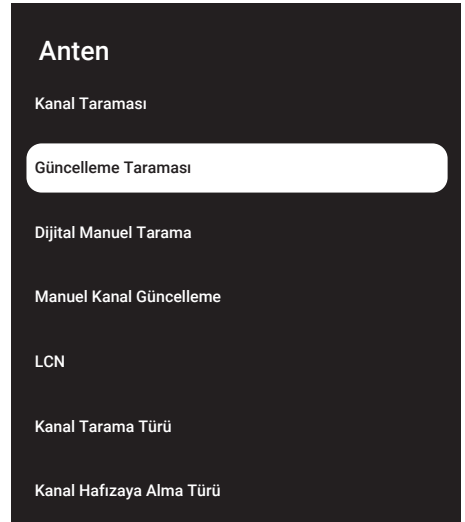 Anten
Kanal Taraması
Güncelleme Taraması
Dijital Manuel Tarama
Manuel Kanal Güncelleme
LCN
Kanal Tarama Türü
Kanal Hafızaya Alma Türü